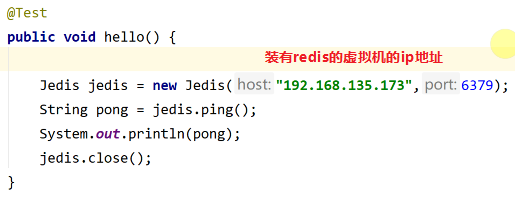 @Test
public void hello() {
装有redis的虚拟机的ip地址
Jedis jedis = new Jedis( host: "192.168.135.173", port: 6379);
String pong = jedis.ping();
System.out.println(pong);
jedis.close();
}